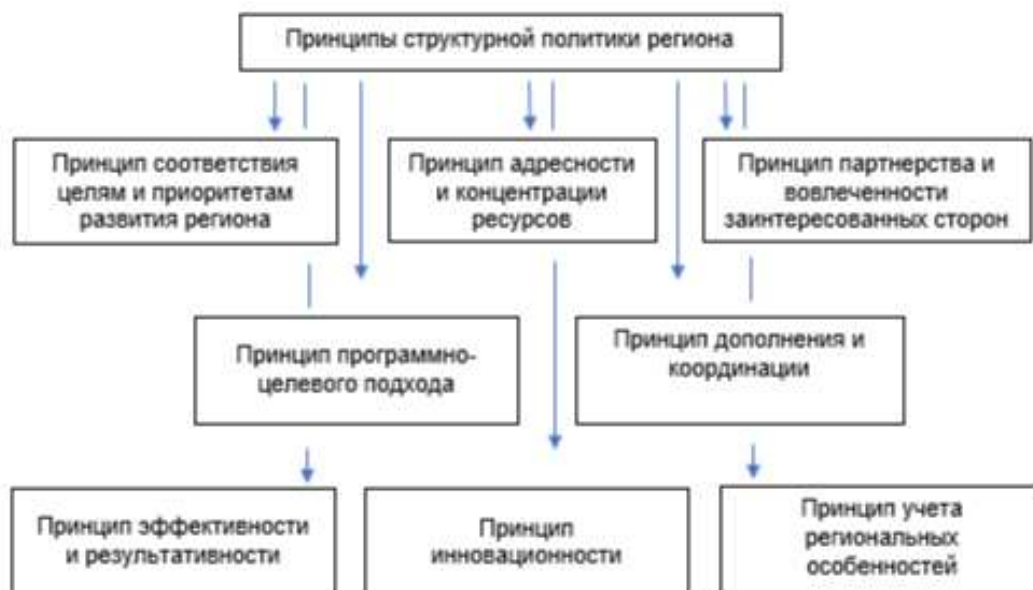 Принципы структурной политики региона
Принцип соответствия
целям и приоритетам
развития региона
Принцип адресности
и концентрации
ресурсов
Принцип партнерства и
вовлеченности
заинтересованных сторон
Принцип программно-
целевого подхода
Принцип дополнения и
координации
Принцип эффективности
и результативности
Принцип
инновационности
Принцип учета
региональных
особенностей